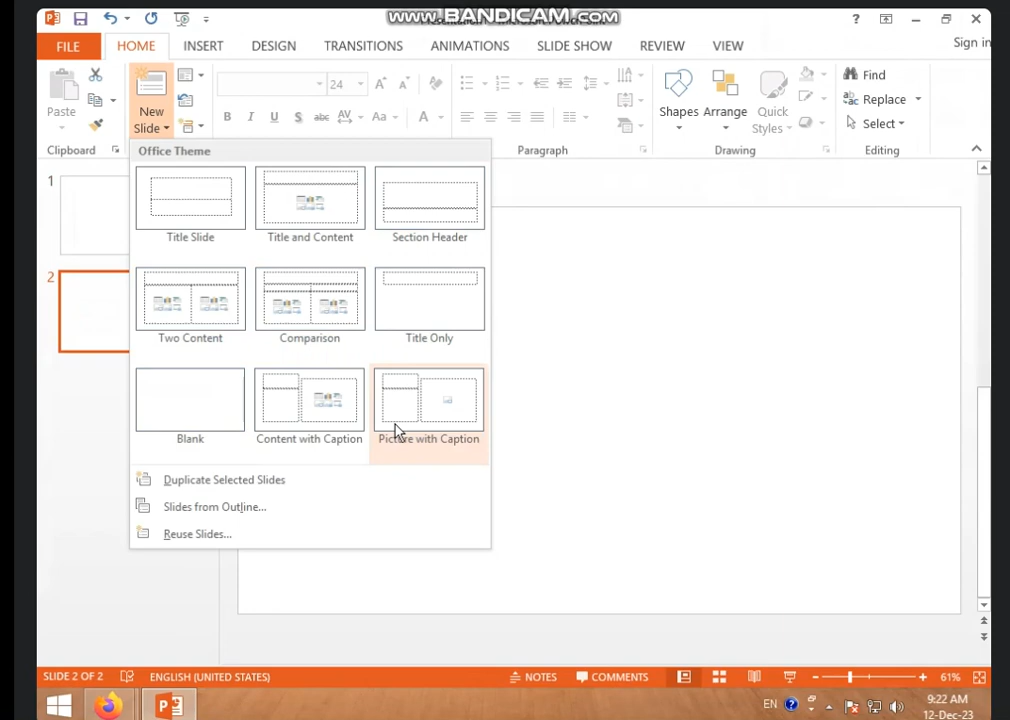 www.BANDICAM.com
FILE HOME INSERT DESIGN TRANSITIONS ANIMATIONS SLIDE SHOW REVIEW VIEW Sign in
Paste
New
Slide
24
Shapes Arrange Quick
Styles
Find
Replace
Select
Clipboard Paragraph Drawing Editing
Office Theme
Title Slide Title and Content Section Header
Two Content Comparison Title Only
Blank Content with Caption Picture with Caption
Duplicate Selected Slides
Slides from Outline...
Reuse Slides...
1
2
SLIDE 2 OF 2 ENGLISH (UNITED STATES) NOTES COMMENTS 61%
EN 9:22 AM
12-Dec-23